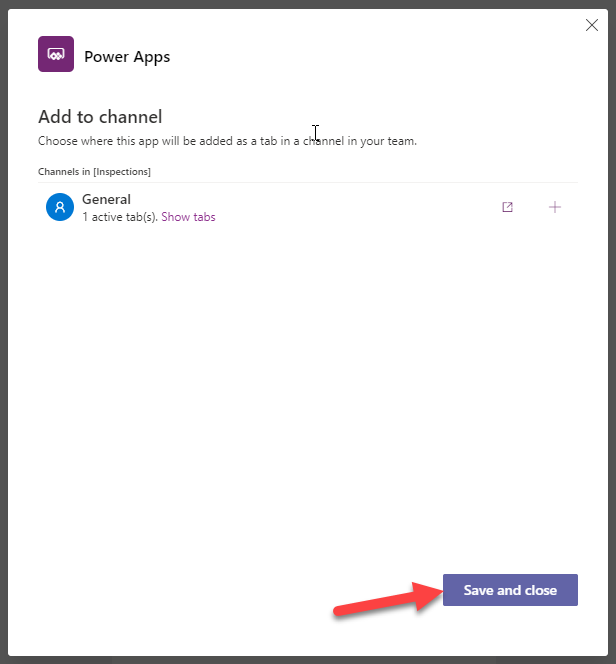 Power Apps
Add to channel
Choose where this app will be added as a tab in a channel in your team.
Channels in [Inspections]
General
1 active tab(s). Show tabs
Save and close